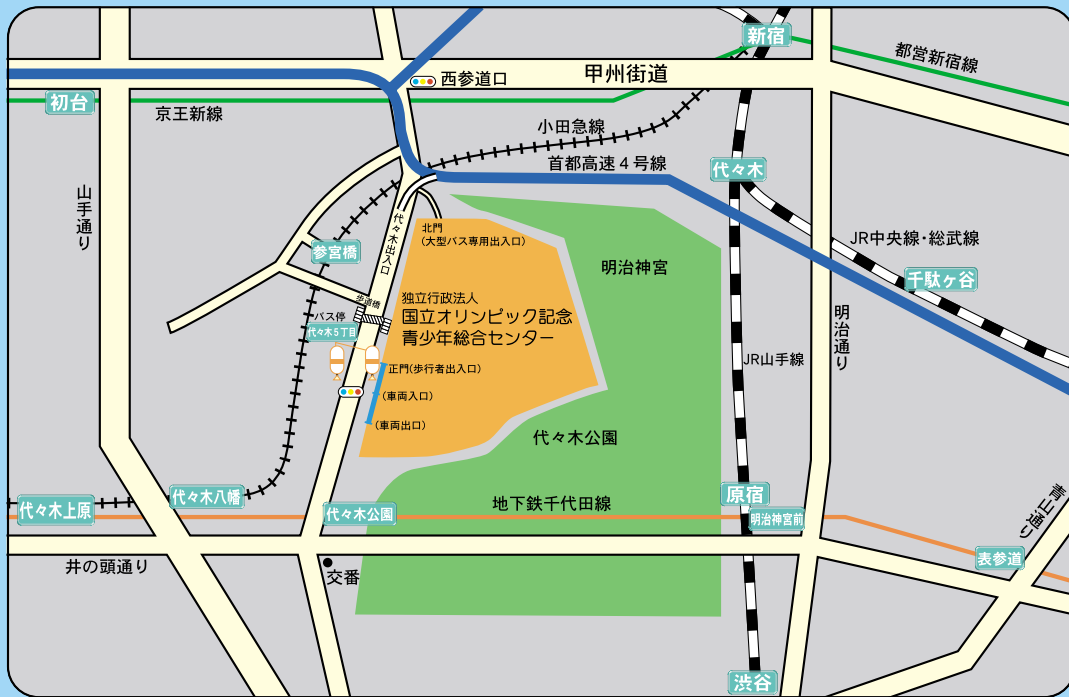 新宿
都営新宿線
西参道口
甲州街道
初台
京王新線
小田急線
首都高速４号線
代々木
山手通り
代々木出入口
北門
(大型バス専用出入口)
明治神宮
JR中央線・総武線
参宮橋
千駄ヶ谷
独立行政法人
歩道橋
国立オリンピック記念
青少年総合センター
バス停
代々木5丁目
明治通り
JR山手線
正門(歩行者出入口)
(車両入口)
(車両出口)
代々木公園
代々木上原
代々木八幡
代々木公園
地下鉄千代田線
原宿
明治神宮前
青山通り
表参道
井の頭通り
交番
渋谷